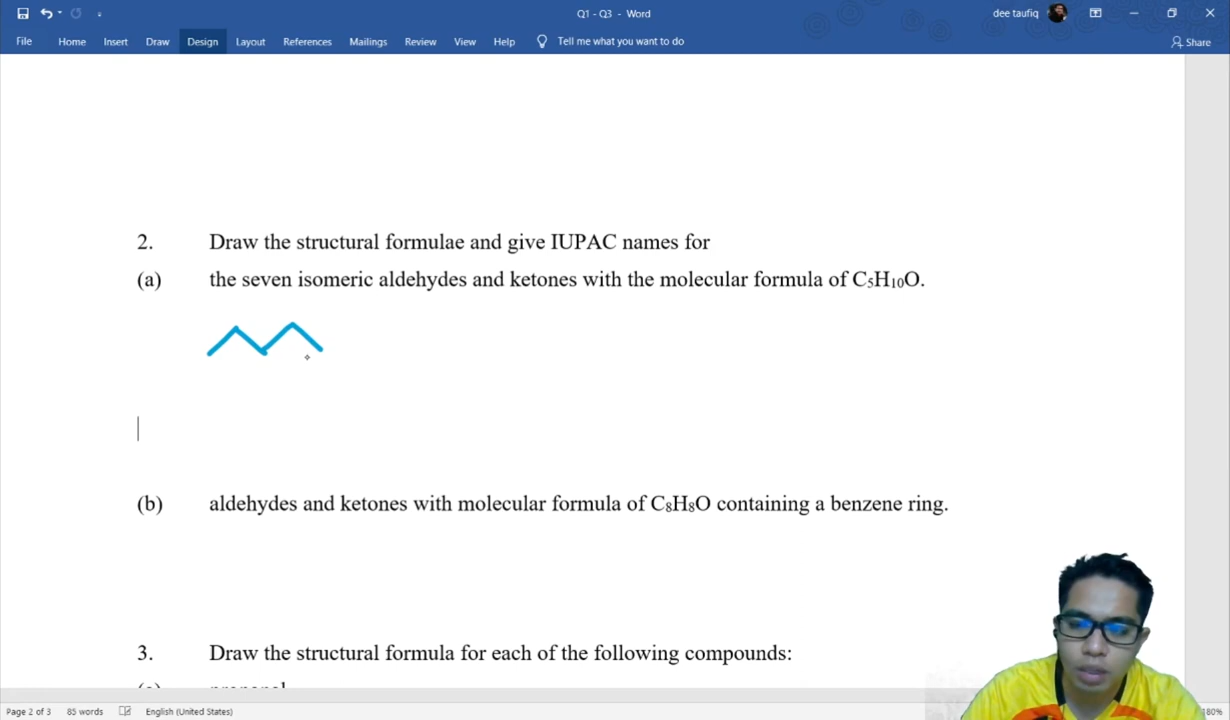 Q1 - Q3 - Word
dee taufiq
File Home Insert Draw Design Layout References Mailings Review View Help Tell me what you want to do Share
2. Draw the structural formulae and give IUPAC names for
(a) the seven isomeric aldehydes and ketones with the molecular formula of C₅H₁₀O.
(b) aldehydes and ketones with molecular formula of C₈H₈O containing a benzene ring.
3. Draw the structural formula for each of the following compounds:
Page 2 of 3 85 words English (United States) 180%